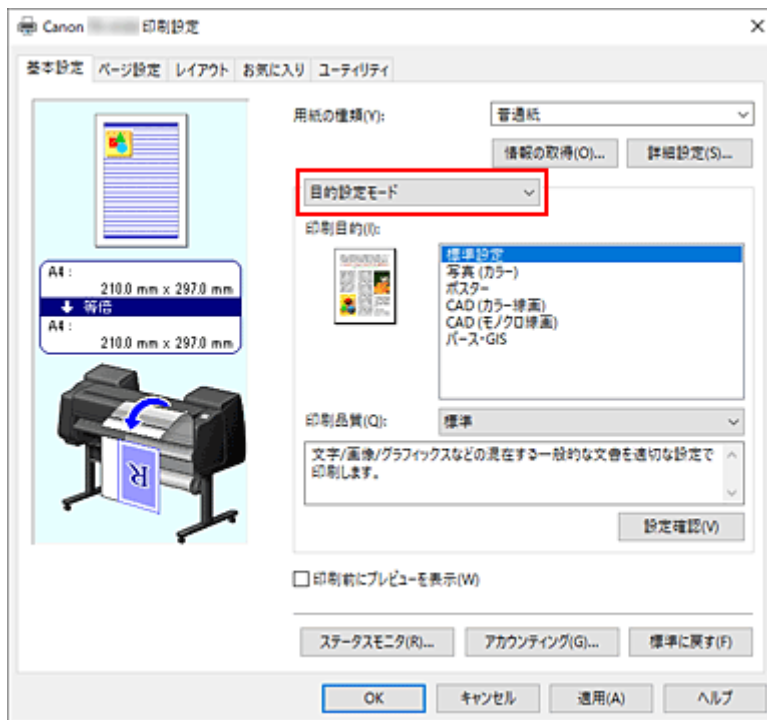 Canon 印刷設定
基本設定 ページ設定 レイアウト お気に入り ユーティリティ
用紙の種類(Y): 普通紙
情報の取得(O)... 詳細設定(S)...
目的設定モード
印刷目的(I):
標準設定
写真 (カラー)
ポスター
CAD (カラー線画)
CAD (モノクロ線画)
パース・GIS
A4 :
210.0 mm x 297.0 mm
等倍
A4 :
210.0 mm x 297.0 mm
R
印刷品質(Q): 標準
文字/画像/グラフィックスなどの混在する一般的な文書を適切な設定で
印刷します。
設定確認(V)
印刷前にプレビューを表示(W)
ステータスモニタ(R)... アカウンティング(G)... 標準に戻す(F)
OK キャンセル 適用(A) ヘルプ